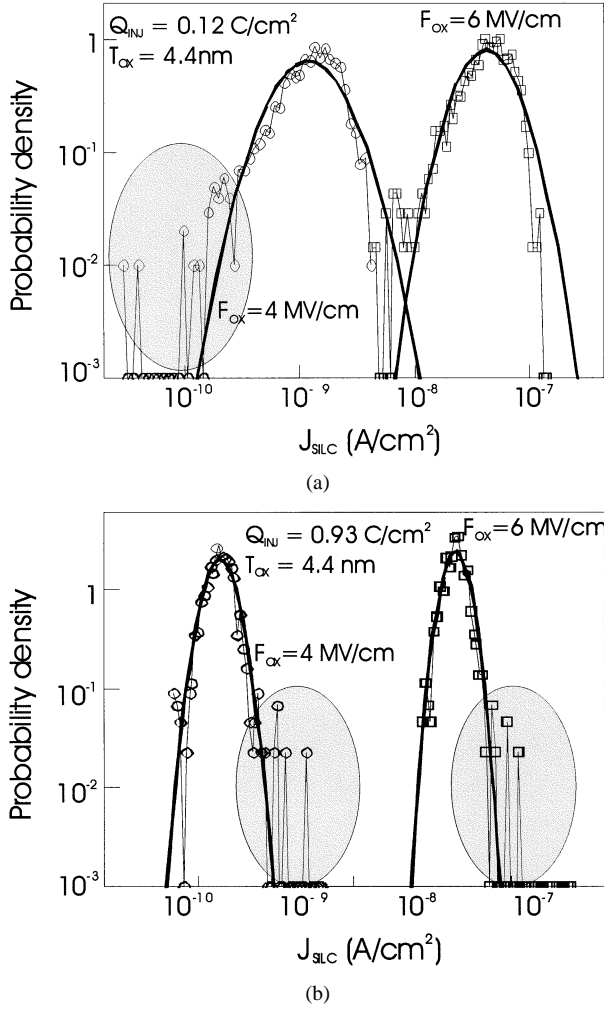 Q_INJ = 0.12 C/cm²
F_OX=6 MV/cm
T_OX = 4.4nm
1
10⁻¹
10⁻²
10⁻³
Probability density
F_OX=4 MV/cm
10⁻¹⁰
10⁻⁹
10⁻⁸
10⁻⁷
J_SILC (A/cm²)
(a)
Q_INJ = 0.93 C/cm²
F_OX=6 MV/cm
T_OX = 4.4 nm
1
10⁻¹
10⁻²
10⁻³
Probability density
F_OX=4 MV/cm
10⁻¹⁰
10⁻⁹
10⁻⁸
10⁻⁷
J_SILC (A/cm²)
(b)